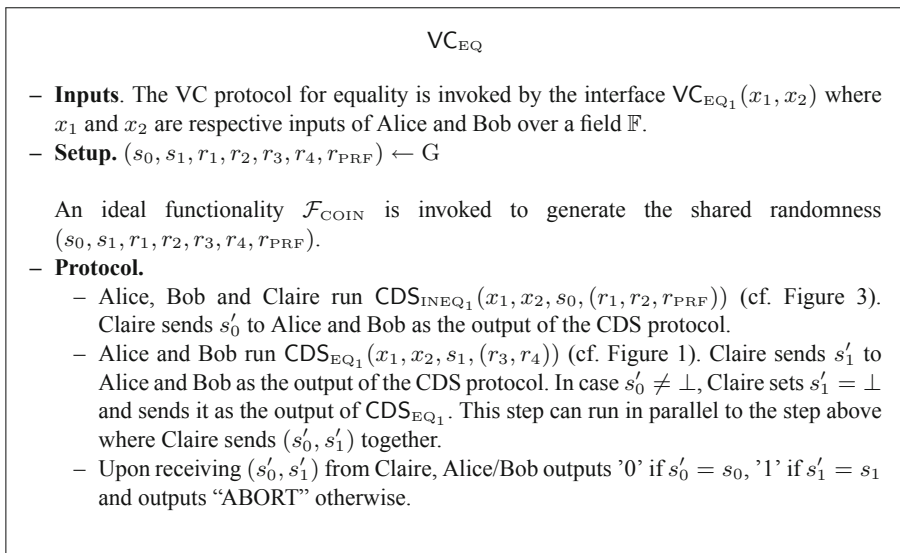 VC_EQ
– Inputs. The VC protocol for equality is invoked by the interface VC_EQ₁(x₁, x₂) where
x₁ and x₂ are respective inputs of Alice and Bob over a field 𝔽.
– Setup. (s₀, s₁, r₁, r₂, r₃, r₄, r_PRF) ← G
An ideal functionality ℱ_COIN is invoked to generate the shared randomness
(s₀, s₁, r₁, r₂, r₃, r₄, r_PRF).
– Protocol.
– Alice, Bob and Claire run CDS_INEQ₁(x₁, x₂, s₀, (r₁, r₂, r_PRF)) (cf. Figure 3).
Claire sends s′₀ to Alice and Bob as the output of the CDS protocol.
– Alice and Bob run CDS_EQ₁(x₁, x₂, s₁, (r₃, r₄)) (cf. Figure 1). Claire sends s′₁ to
Alice and Bob as the output of the CDS protocol. In case s′₀ ≠ ⊥, Claire sets s′₁ = ⊥
and sends it as the output of CDS_EQ₁. This step can run in parallel to the step above
where Claire sends (s′₀, s′₁) together.
– Upon receiving (s′₀, s′₁) from Claire, Alice/Bob outputs '0' if s′₀ = s₀, '1' if s′₁ = s₁
and outputs “ABORT” otherwise.